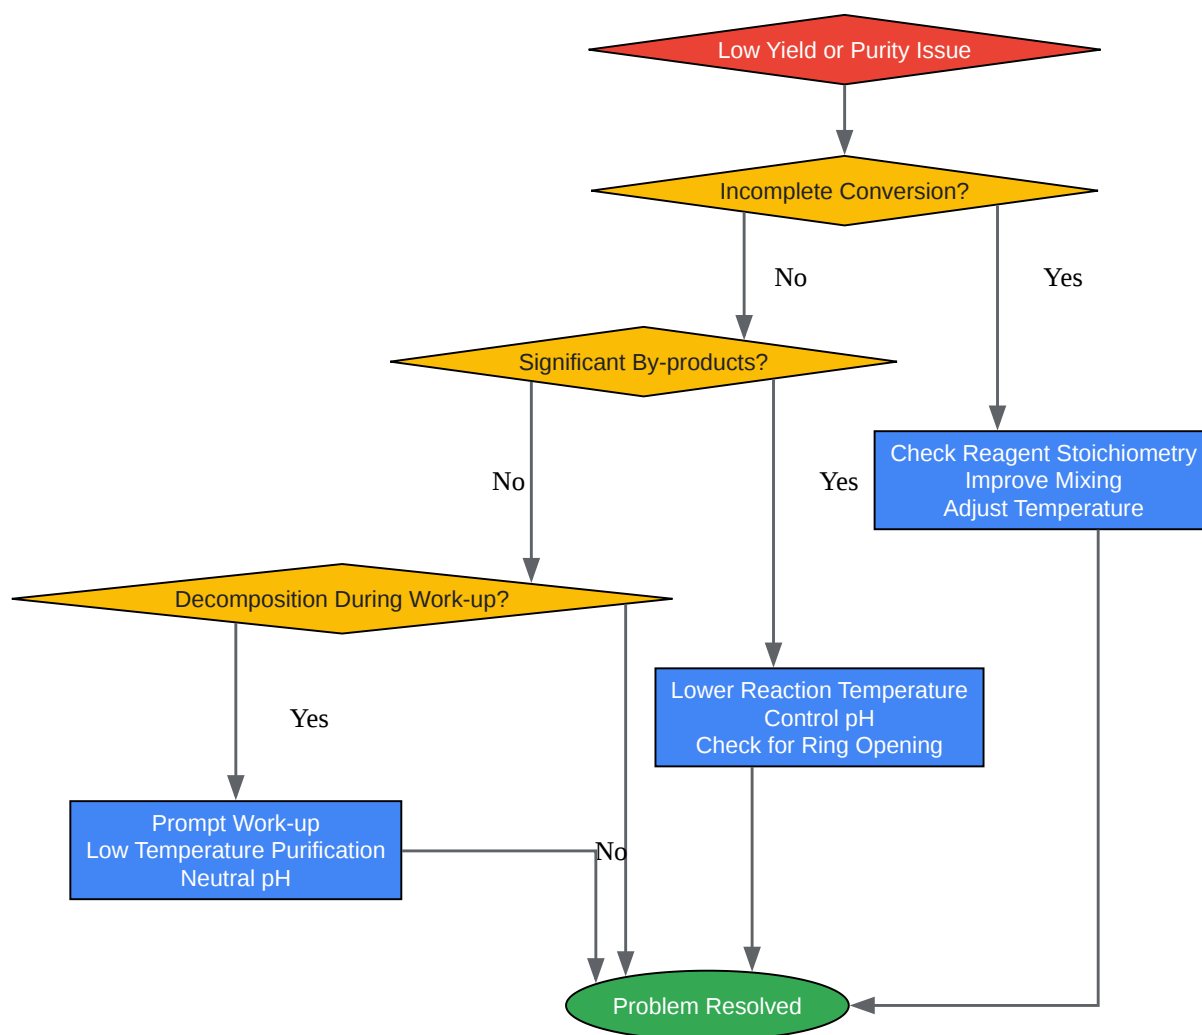 Low Yield or Purity Issue
Incomplete Conversion?
No
Yes
Significant By-products?
Check Reagent Stoichiometry
Improve Mixing
Adjust Temperature
No
Yes
Decomposition During Work-up?
Lower Reaction Temperature
Control pH
Check for Ring Opening
Yes
Prompt Work-up
Low Temperature Purification
Neutral pH
No
Problem Resolved